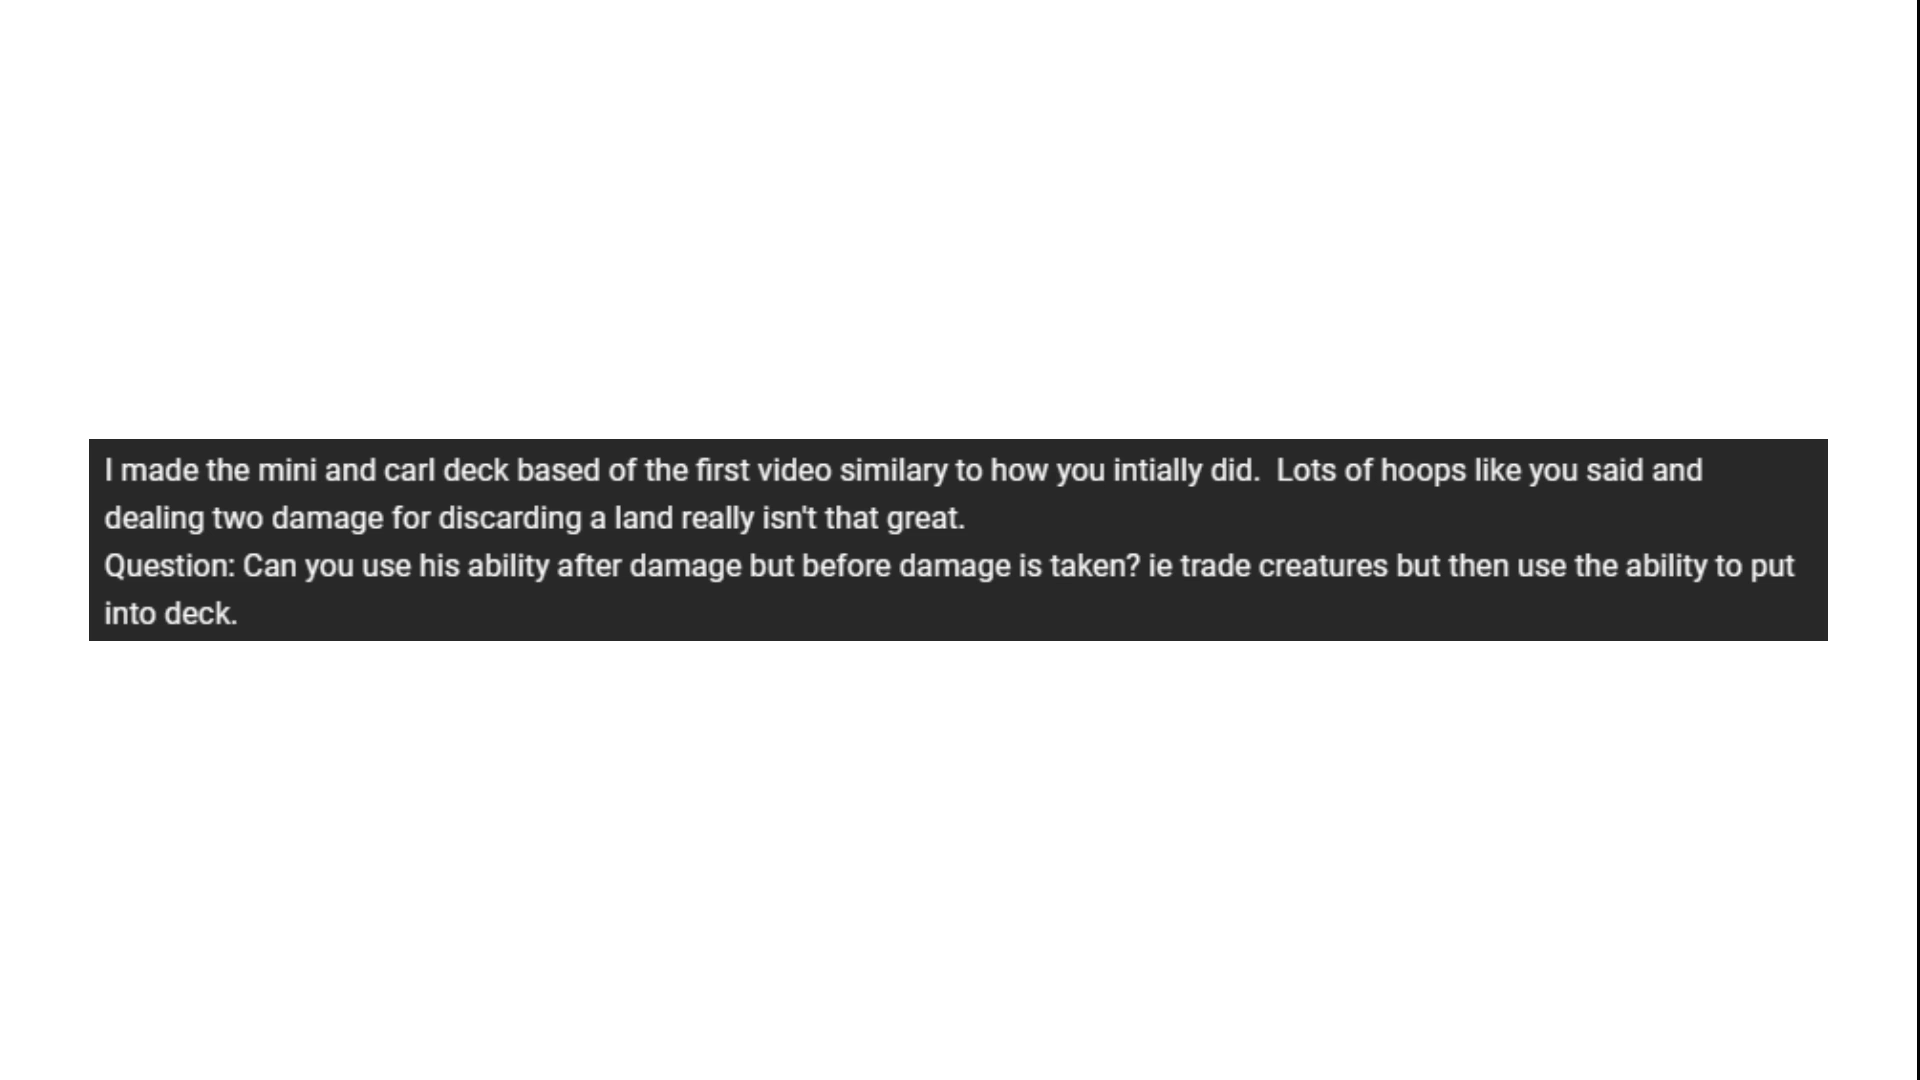 I made the mini and carl deck based of the first video similary to how you intially did.  Lots of hoops like you said and
dealing two damage for discarding a land really isn't that great.
Question: Can you use his ability after damage but before damage is taken? ie trade creatures but then use the ability to put
into deck.